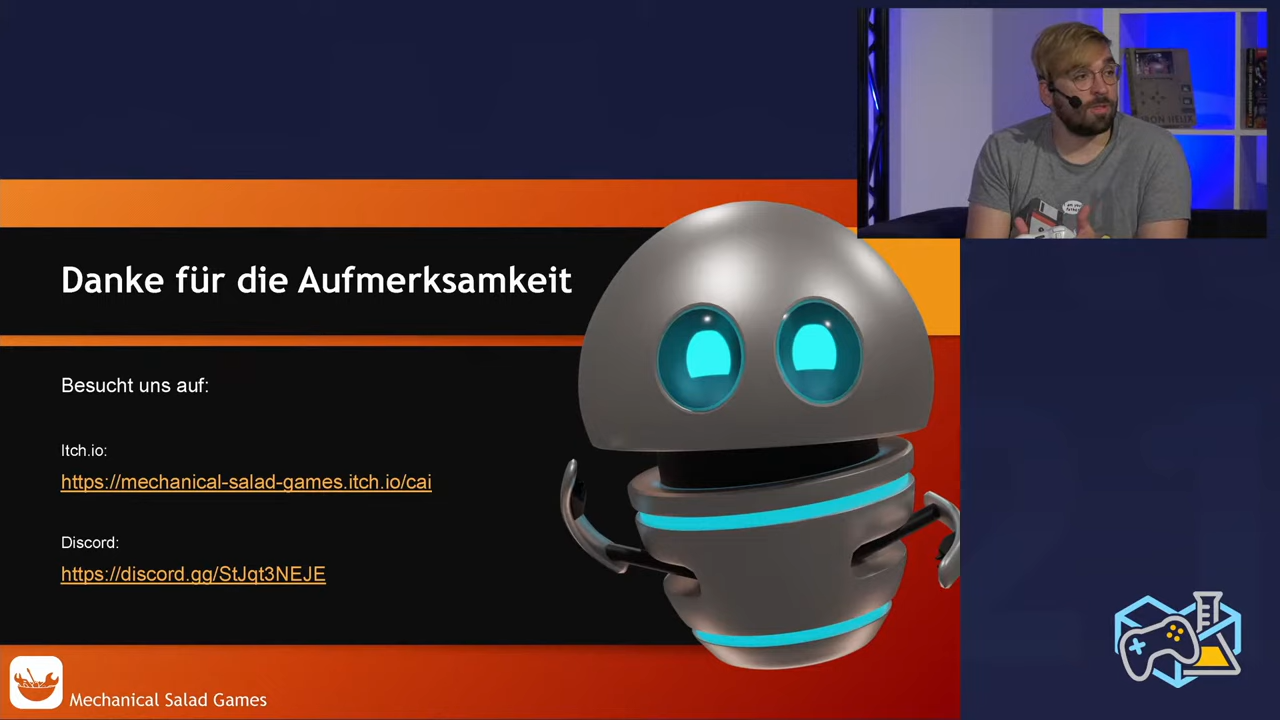 Danke für die Aufmerksamkeit
Besucht uns auf:
Itch.io:
https://mechanical-salad-games.itch.io/cai
Discord:
https://discord.gg/StJqt3NEJE
Mechanical Salad Games